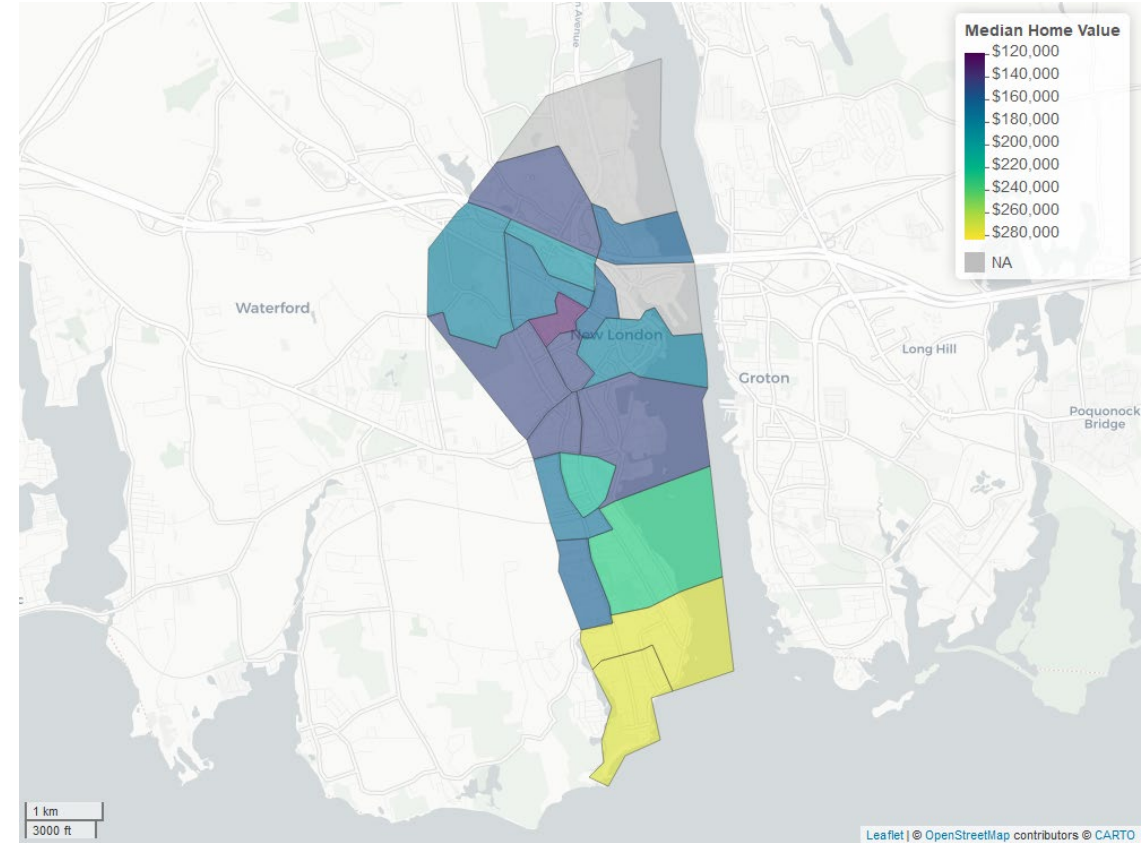 n Avenue
Median Home Value
$120,000
$140,000
$160,000
$180,000
$200,000
$220,000
$240,000
$260,000
$280,000
NA
Waterford
New London
Long Hill
Groton
Poquonock
Bridge
1 km
3000 ft
Leaflet | © OpenStreetMap contributors © CARTO